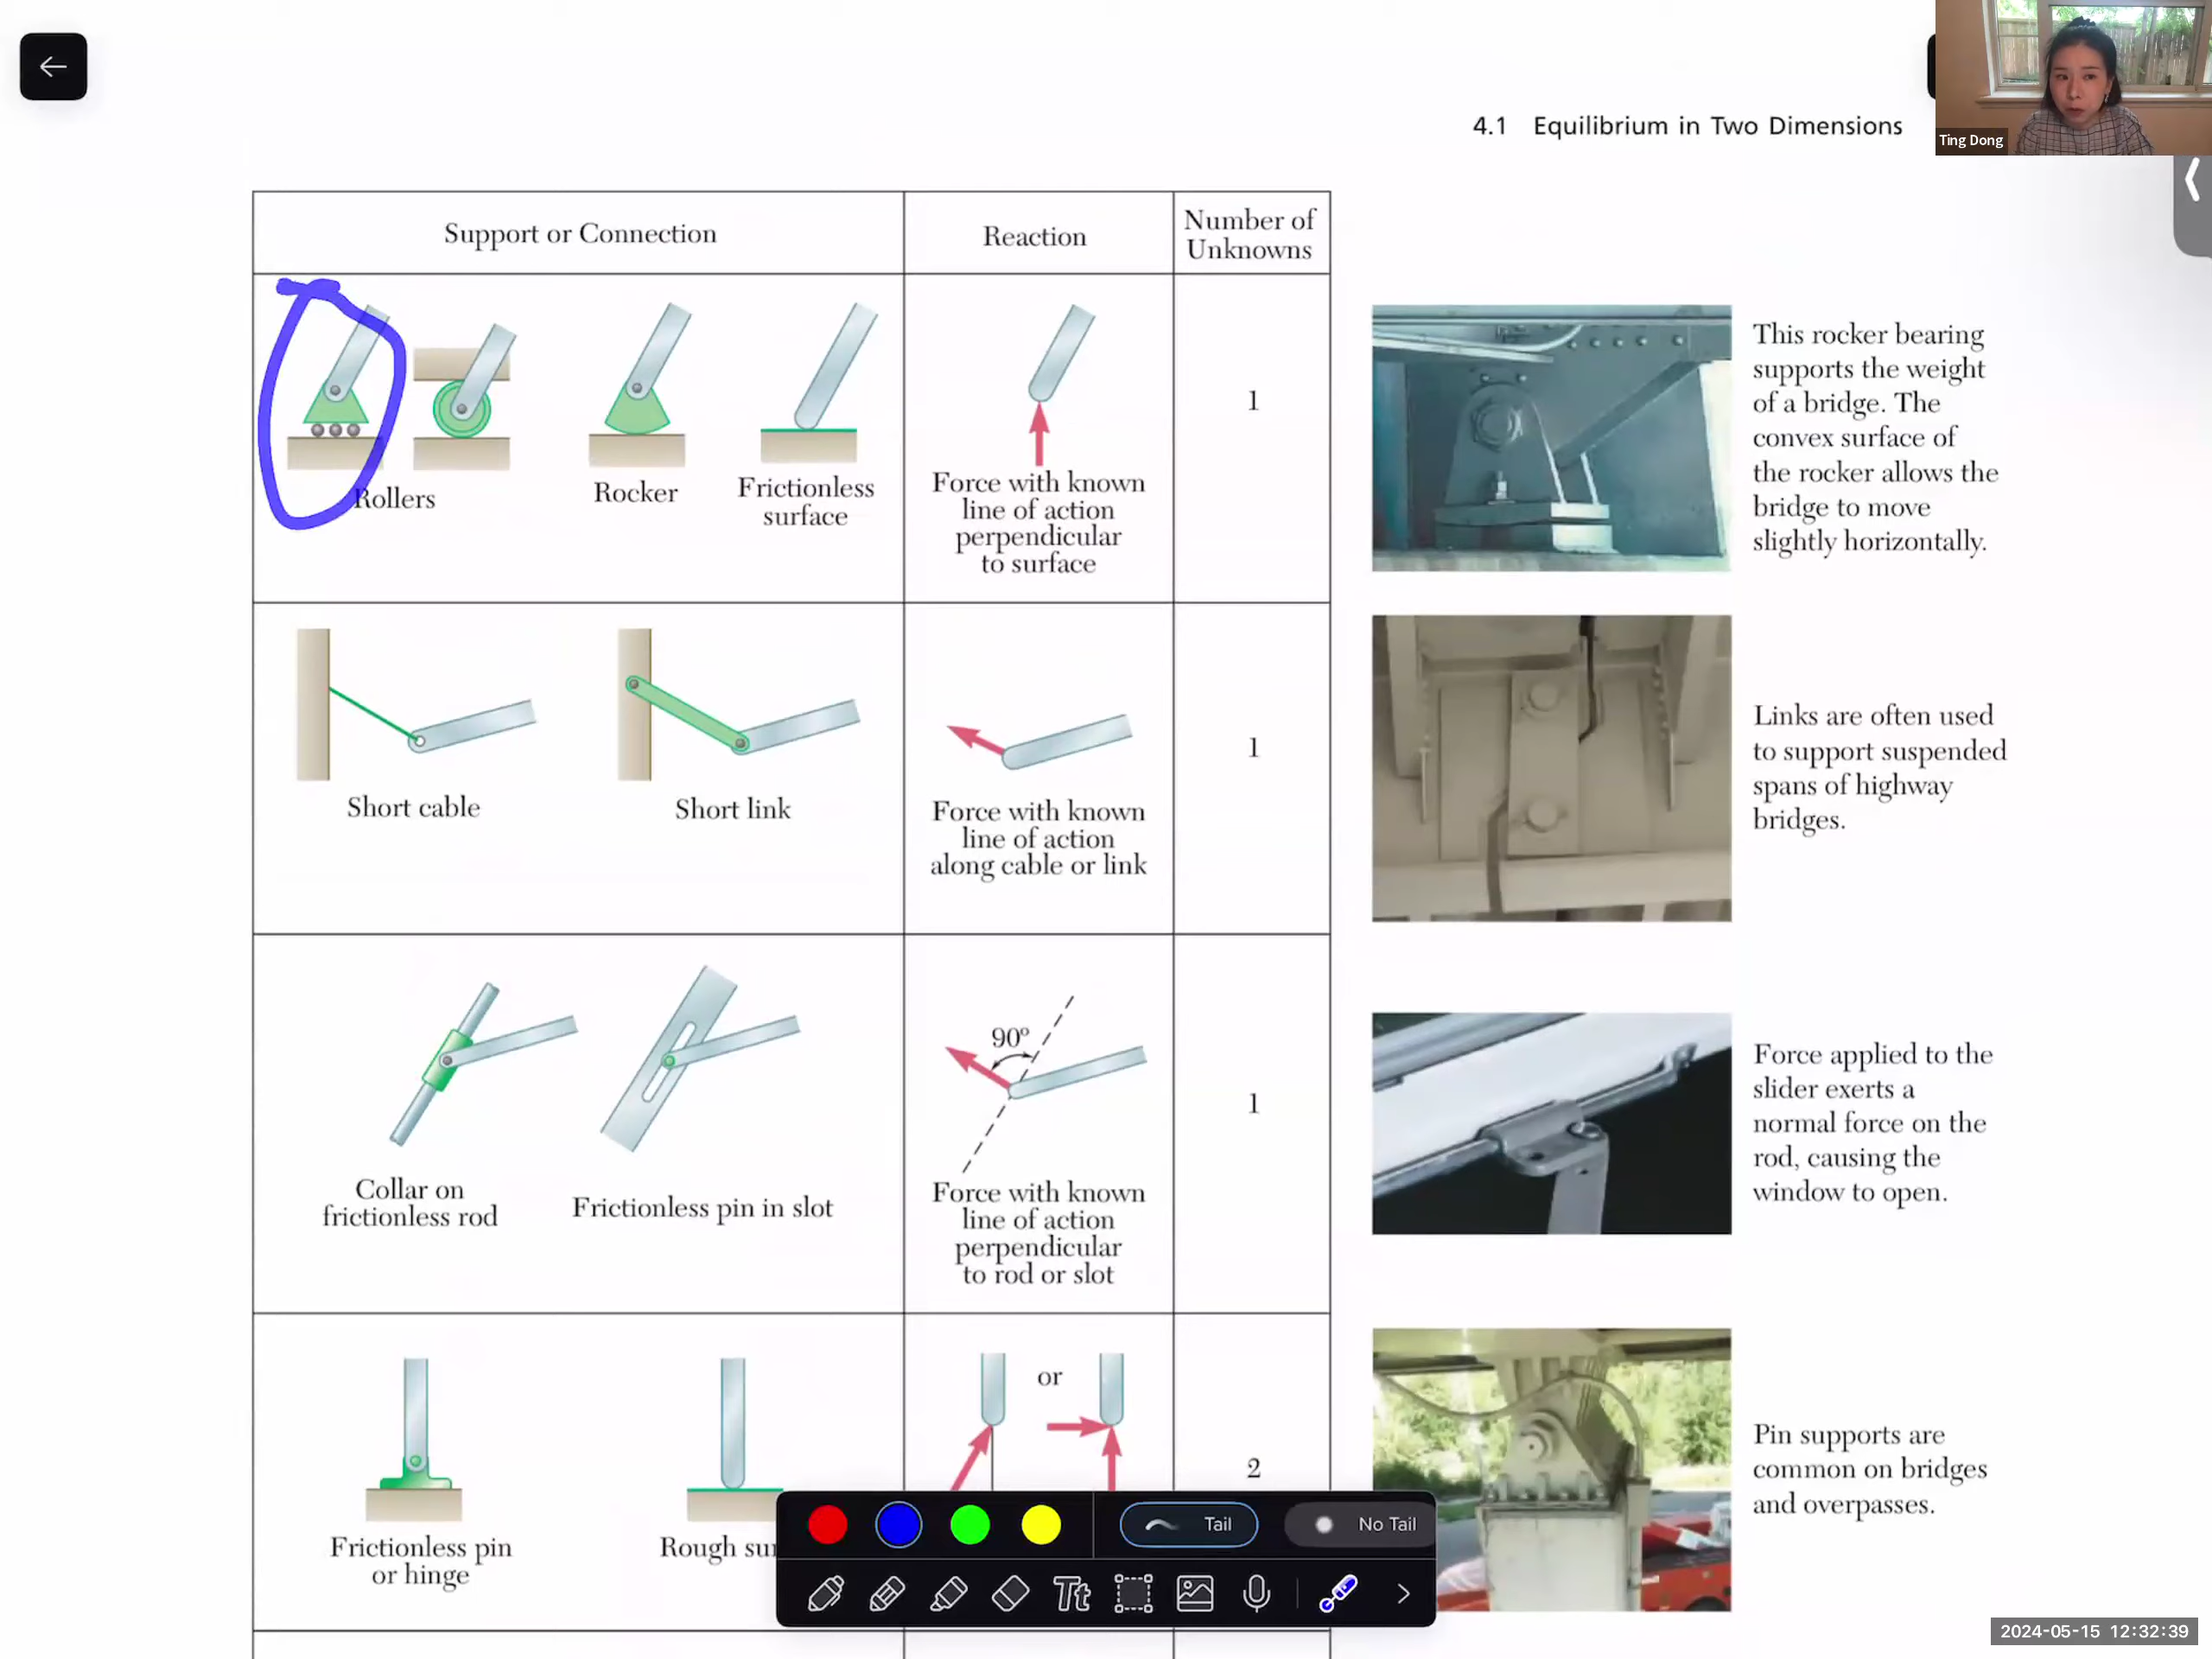 4.1 Equilibrium in Two Dimensions
Ting Dong
Support or Connection
Reaction
Number of
Unknowns
Rollers
Rocker
Frictionless
surface
Force with known
line of action
perpendicular
to surface
1
This rocker bearing
supports the weight
of a bridge. The
convex surface of
the rocker allows the
bridge to move
slightly horizontally.
Short cable
Short link
Force with known
line of action
along cable or link
1
Links are often used
to support suspended
spans of highway
bridges.
Collar on
frictionless rod
Frictionless pin in slot
90º
Force with known
line of action
perpendicular
to rod or slot
1
Force applied to the
slider exerts a
normal force on the
rod, causing the
window to open.
Frictionless pin
or hinge
Rough sur
or
2
Pin supports are
common on bridges
and overpasses.
Tail
No Tail
Tt
2024-05-15 12:32:39